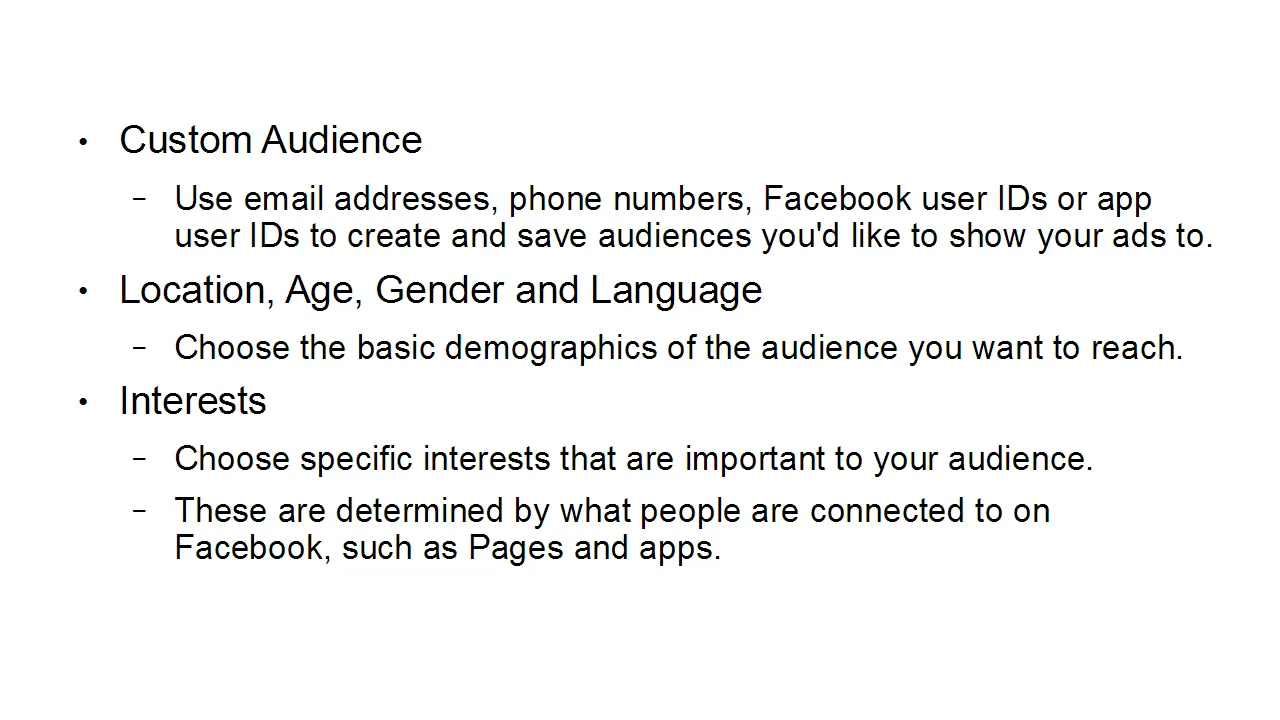 • Custom Audience
– Use email addresses, phone numbers, Facebook user IDs or app
user IDs to create and save audiences you'd like to show your ads to.
• Location, Age, Gender and Language
– Choose the basic demographics of the audience you want to reach.
• Interests
– Choose specific interests that are important to your audience.
– These are determined by what people are connected to on
Facebook, such as Pages and apps.